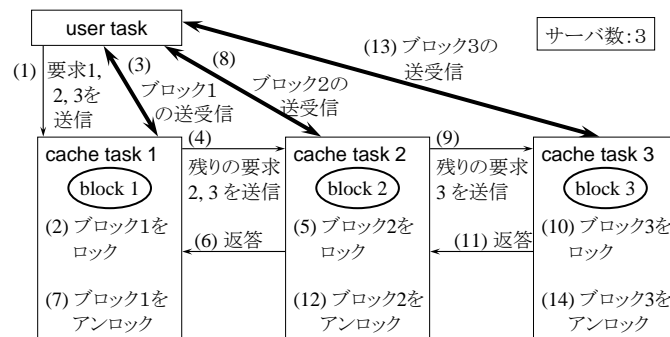 user task
サーバ数:3
(1)
要求1,
2, 3を
送信
(3)
ブロック1
の送受信
(8)
ブロック2の
送受信
(13) ブロック3の
送受信
cache task 1
block 1
(2) ブロック1を
ロック
(7) ブロック1を
アンロック
(4)
残りの要求
2, 3 を送信
(6) 返答
cache task 2
block 2
(5) ブロック2を
ロック
(12) ブロック2を
アンロック
(9)
残りの要求
3 を送信
(11) 返答
cache task 3
block 3
(10) ブロック3を
ロック
(14) ブロック3を
アンロック